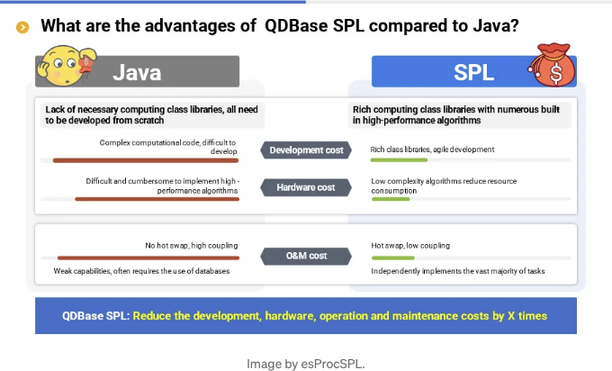 What are the advantages of QDBase SPL compared to Java?
Java
SPL
Lack of necessary computing class libraries, all need
to be developed from scratch
Rich computing class libraries with numerous built
in high-performance algorithms
Complex computational code, difficult to
develop
Development cost
Rich class libraries, agile development
Difficult and cumbersome to implement high-
performance algorithms
Hardware cost
Low complexity algorithms reduce resource
consumption
No hot swap, high coupling
O&M cost
Hot swap, low coupling
Weak capabilities, often requires the use of databases
Independently implements the vast majority of tasks
QDBase SPL: Reduce the development, hardware, operation and maintenance costs by X times
Image by esProcSPL.